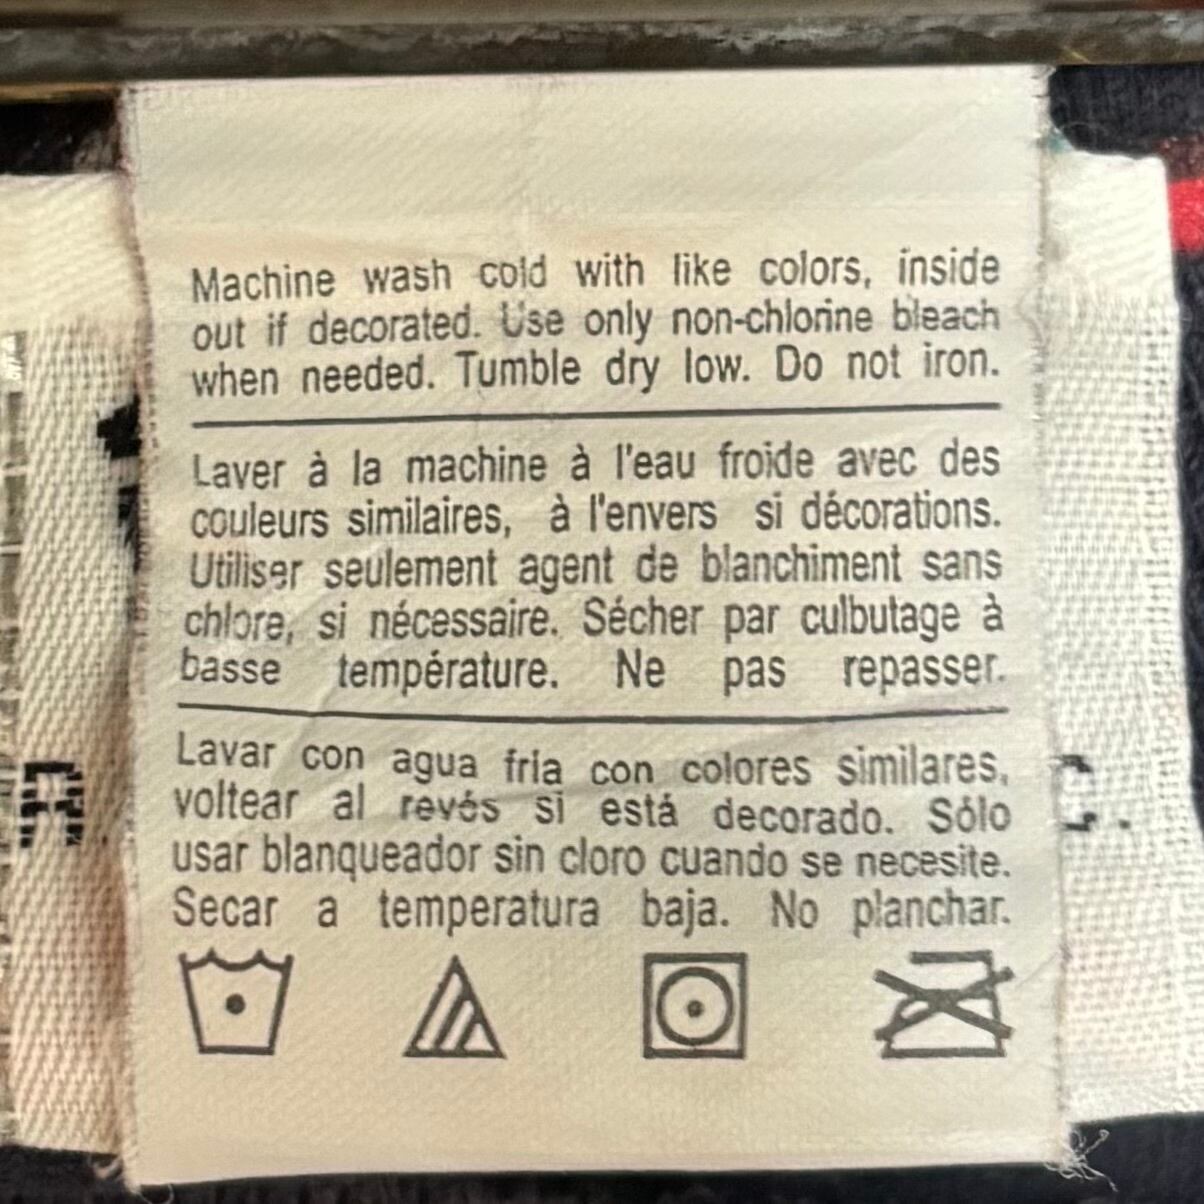 Machine wash cold with like colors, inside
out if decorated. Use only non-chlorine bleach
when needed. Tumble dry low. Do not iron.
Laver à la machine à l'eau froide avec des
couleurs similaires, à l'envers si décorations.
Utiliser seulement agent de blanchiment sans
chlore, si nécessaire. Sécher par culbutage à
basse température. Ne pas repasser.
Lavar con agua fria con colores similares,
voltear al revés si está decorado. Sólo
usar blanqueador sin cloro cuando se necesite.
Secar a temperatura baja. No planchar.